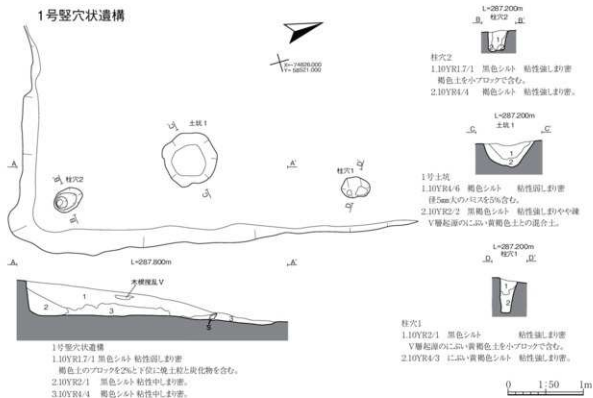 1号竪穴状遺構
X=-74826.000
Y= 58521.000
柱穴2
土坑1
柱穴1
A
A'
A L=287.800m A'
木根撹乱
1
2
3
3
S
1号竪穴状遺構
1.10YR1.7/1 黒色シルト 粘性弱しまり密
褐色土のブロックを2%と下位に焼土粒と炭化物を含む。
2.10YR2/1 黒色シルト 粘性中しまり密。
3.10YR4/4 褐色シルト 粘性中しまり密。
L=287.200m
B 柱穴2 B'
柱穴2
1.10YR1.7/1 黒色シルト 粘性強しまり密
褐色土を小ブロックで含む。
2.10YR4/4 褐色シルト 粘性強しまり密。
L=287.200m
土坑1
C C'
1
2
1号土坑
1.10YR4/6 褐色シルト 粘性弱しまり密
径5mm大のパミスを5%含む。
2.10YR2/2 黒褐色シルト 粘性強しまりやや疎
V層起源のにぶい黄褐色土との混合土。
L=287.200m
柱穴1
D D'
1
2
柱穴1
1.10YR2/1 黒色シルト 粘性強しまり密
V層起源のにぶい黄褐色土を小ブロックで含む。
2.10YR4/3 にぶい黄褐色シルト 粘性強しまり密。
0 1:50 1m